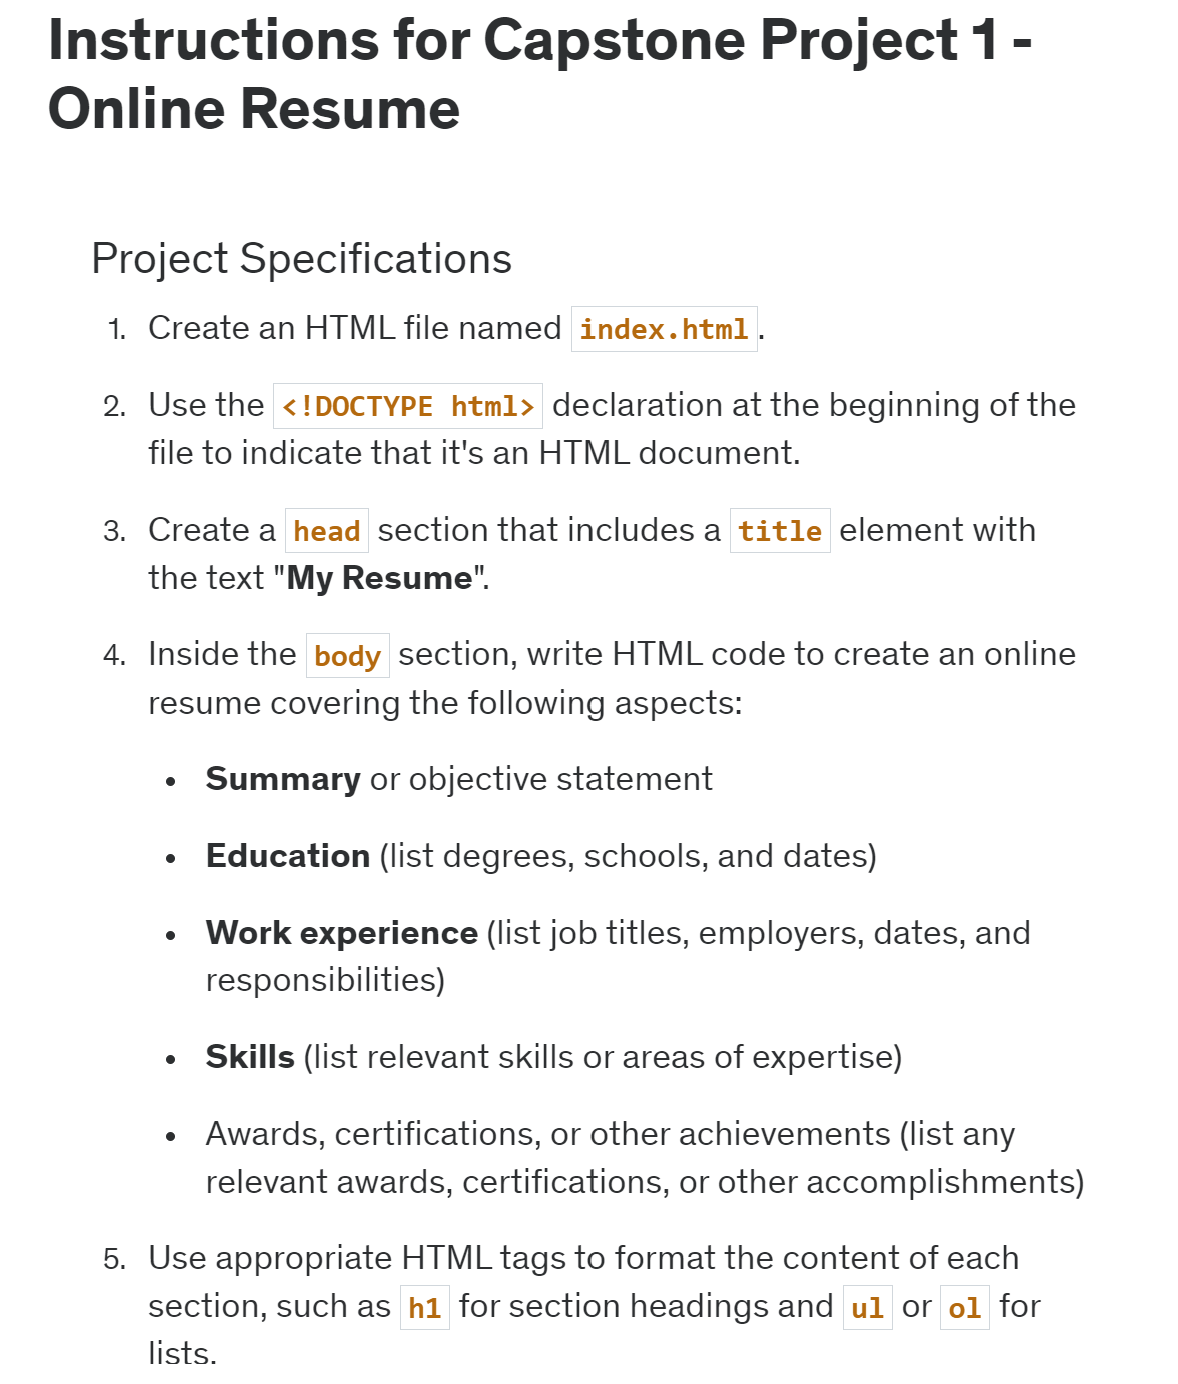 Instructions for Capstone Project 1 -
Online Resume
Project Specifications
1. Create an HTML file named index.html.
2. Use the <!DOCTYPE html> declaration at the beginning of the
file to indicate that it's an HTML document.
3. Create a head section that includes a title element with
the text "My Resume".
4. Inside the body section, write HTML code to create an online
resume covering the following aspects:
• Summary or objective statement
• Education (list degrees, schools, and dates)
• Work experience (list job titles, employers, dates, and
responsibilities)
• Skills (list relevant skills or areas of expertise)
• Awards, certifications, or other achievements (list any
relevant awards, certifications, or other accomplishments)
5. Use appropriate HTML tags to format the content of each
section, such as h1 for section headings and ul or ol for
lists.